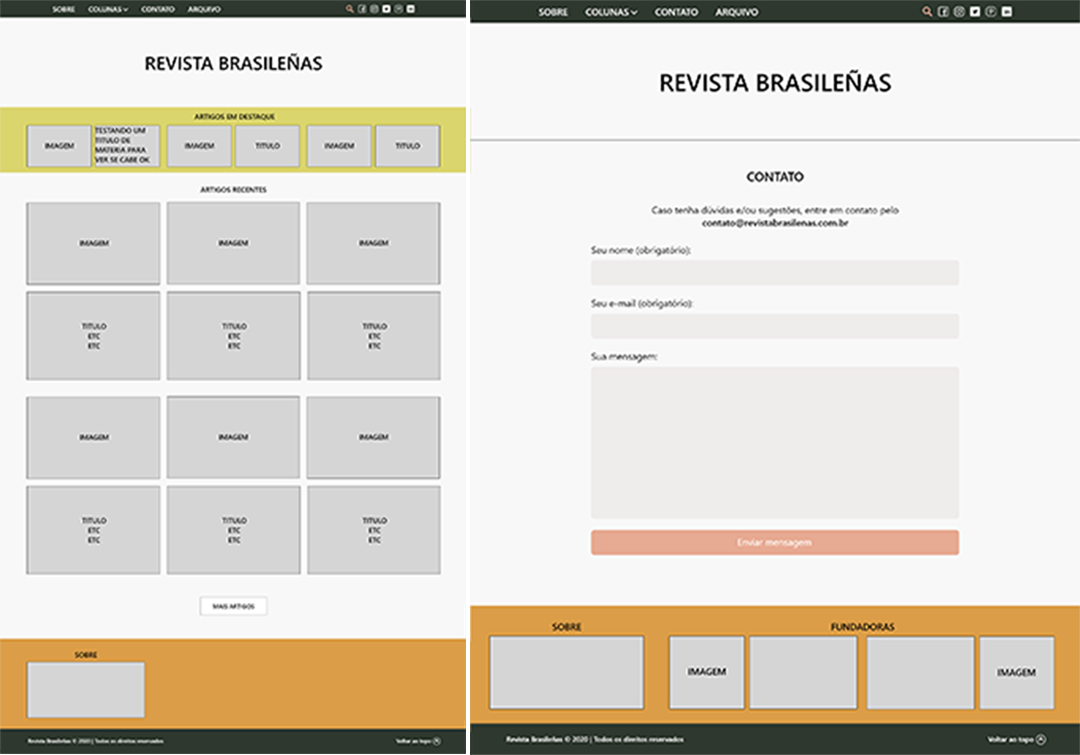 SOBRE COLUNAS CONTATO ARQUIVO
REVISTA BRASILEÑAS
ARTIGOS EM DESTAQUE
IMAGEM
TESTANDO UM
TITULO DE
MATERIA PARA
VER SE CABE OK
IMAGEM TITULO IMAGEM TITULO
ARTIGOS RECENTES
IMAGEM IMAGEM IMAGEM
TITULO TITULO TITULO
ETC ETC ETC
ETC ETC ETC
IMAGEM IMAGEM IMAGEM
TITULO TITULO TITULO
ETC ETC ETC
ETC ETC ETC
MAIS ARTIGOS
SOBRE
Revista Brasileñas © 2020 | Todos os direitos reservados Voltar ao topo
SOBRE COLUNAS CONTATO ARQUIVO
REVISTA BRASILEÑAS
CONTATO
Caso tenha dúvidas e/ou sugestões, entre em contato pelo
contato@revistabrasilenas.com.br
Seu nome (obrigatório):
Seu e-mail (obrigatório):
Sua mensagem:
Enviar mensagem
SOBRE FUNDADORAS
IMAGEM IMAGEM
Revista Brasileñas © 2020 | Todos os direitos reservados Voltar ao topo